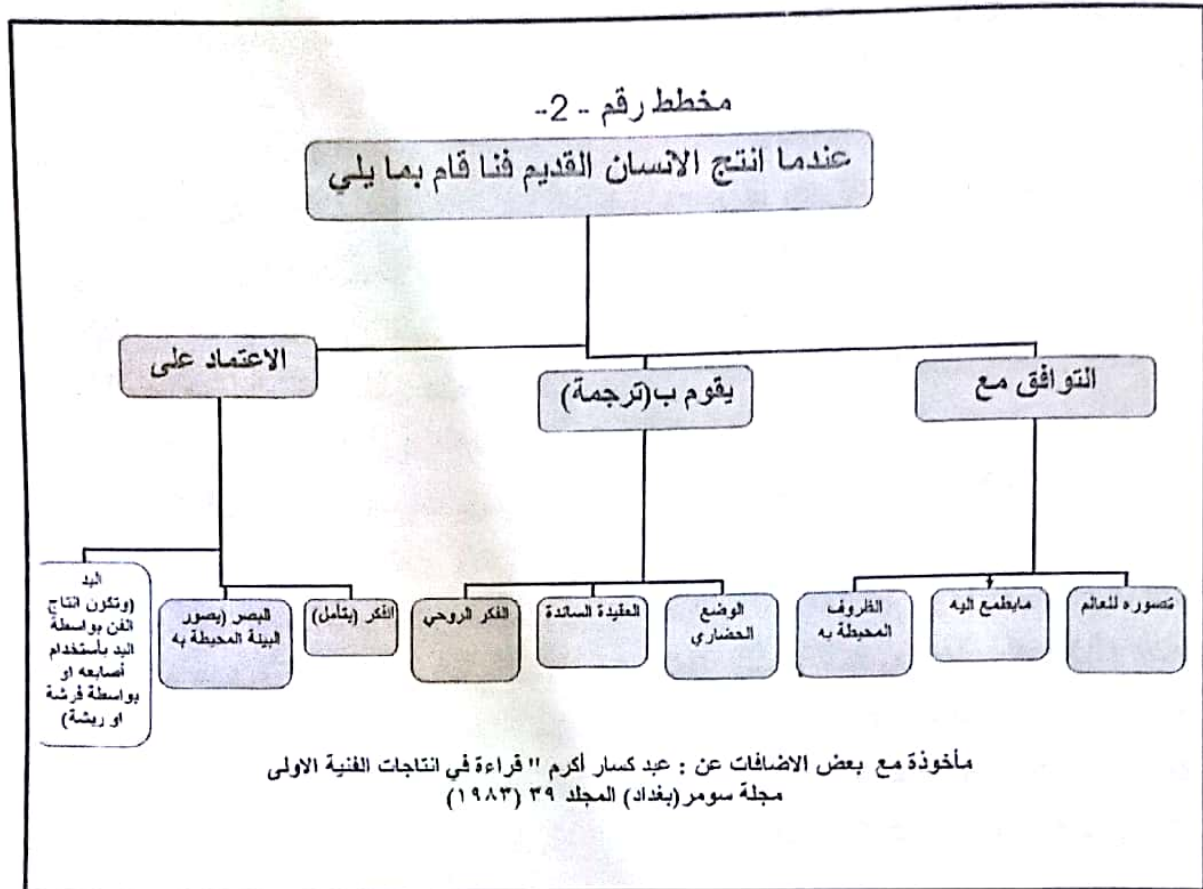 مخطط رقم -2-
عندما انتج الانسان القديم فنا قام بما يلي
التوافق مع
يقوم ب(ترجمة)
الاعتماد على
تصوره للعالم
مايطمع اليه
الظروف
المحيطة به
الوضع
الحضاري
العقيدة السائدة
الفكر الروحي
الفكر (يتأمل)
البصر (يصور
البيئة المحيطة به
اليد
(وتكون انتاج
الفن بواسطة
اليد بأستخدام
أصابعه او
بواسطة فرشة
او ريشة)
مأخوذة مع بعض الاضافات عن : عبد كسار أكرم " قراءة في انتاجات الفنية الاولى
مجلة سومر(بغداد) المجلد ٣٩ (١٩٨٣)